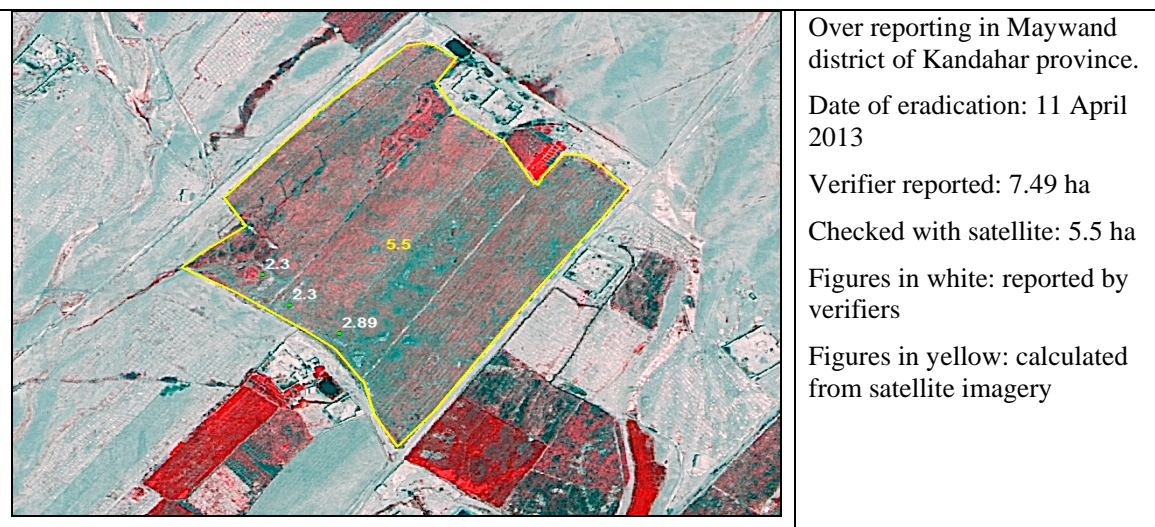 5.5
2.3
2.3
2.89
Over reporting in Maywand
district of Kandahar province.
Date of eradication: 11 April
2013
Verifier reported: 7.49 ha
Checked with satellite: 5.5 ha
Figures in white: reported by
verifiers
Figures in yellow: calculated
from satellite imagery